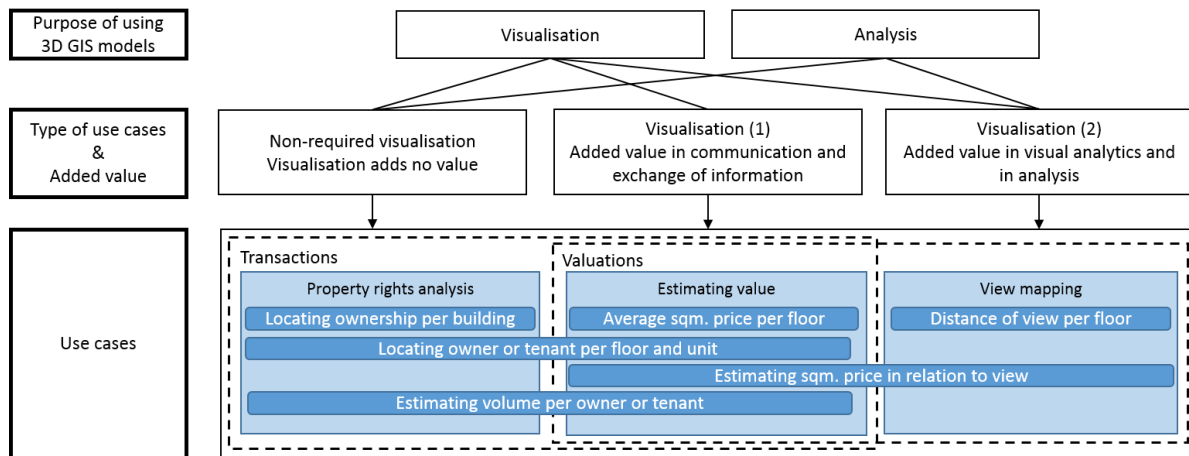 Purpose of using
3D GIS models
Visualisation
Analysis
Type of use cases
&
Added value
Non-required visualisation
Visualisation adds no value
Visualisation (1)
Added value in communication and
exchange of information
Visualisation (2)
Added value in visual analytics and
in analysis
Use cases
Transactions
Valuations
Property rights analysis
Estimating value
View mapping
Locating ownership per building
Average sqm. price per floor
Distance of view per floor
Locating owner or tenant per floor and unit
Estimating sqm. price in relation to view
Estimating volume per owner or tenant